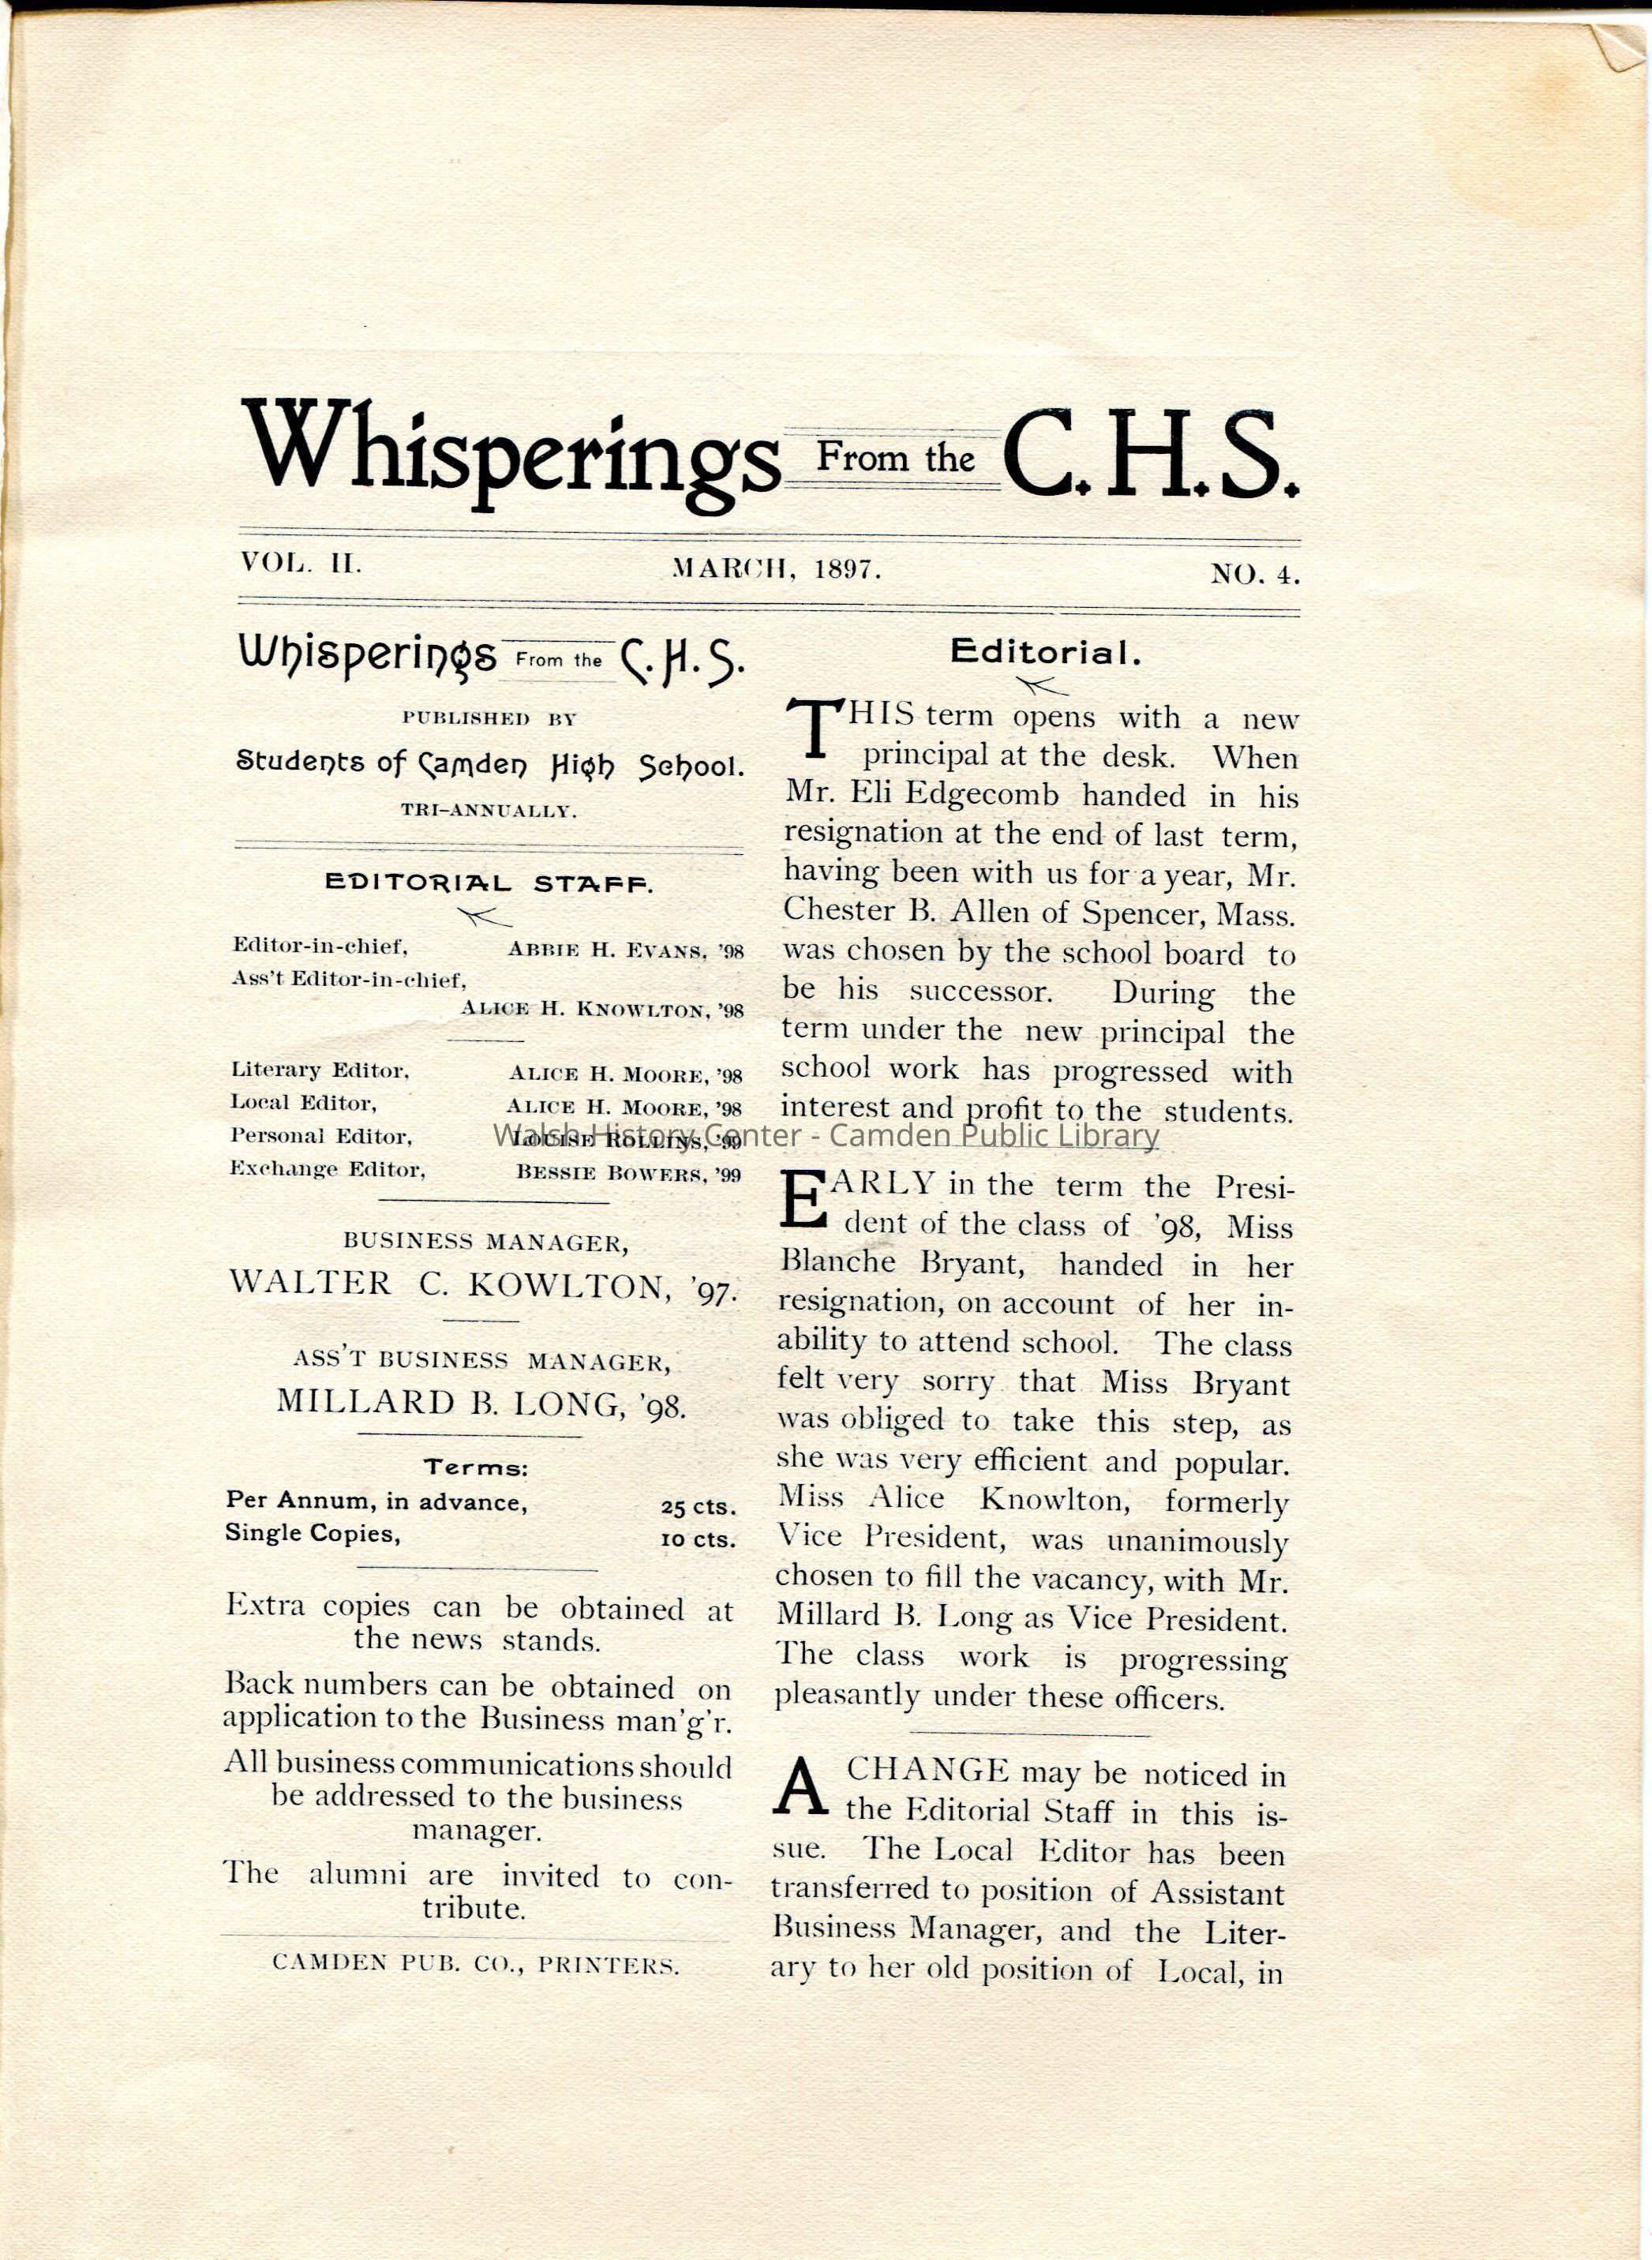 Whisperings From the C.H.S.
VOL. II. MARCH, 1897. NO. 4.
Whisperings From the C.H.S.
PUBLISHED BY
Students of Camden High School.
TRI-ANNUALLY.
EDITORIAL STAFF.
Editor-in-chief, ABBIE H. EVANS, '98
Ass't Editor-in-chief,
ALICE H. KNOWLTON, '98
Literary Editor, ALICE H. MOORE, '98
Local Editor, ALICE H. MOORE, '98
Personal Editor, ROLLINS, '99
Exchange Editor, BESSIE BOWERS, '99
BUSINESS MANAGER,
WALTER C. KOWLTON, '97.
ASS'T BUSINESS MANAGER,
MILLARD B. LONG, '98.
Terms:
Per Annum, in advance, 25 cts.
Single Copies, 10 cts.
Extra copies can be obtained at
the news stands.
Back numbers can be obtained on
application to the Business man'g'r.
All business communications should
be addressed to the business
manager.
The alumni are invited to con-
tribute.
CAMDEN PUB. CO., PRINTERS.
Editorial.
THIS term opens with a new
principal at the desk. When
Mr. Eli Edgecomb handed in his
resignation at the end of last term,
having been with us for a year, Mr.
Chester B. Allen of Spencer, Mass.
was chosen by the school board to
be his successor. During the
term under the new principal the
school work has progressed with
interest and profit to the students.
Walsh History Center - Camden Public Library
EARLY in the term the Presi-
dent of the class of '98, Miss
Blanche Bryant, handed in her
resignation, on account of her in-
ability to attend school. The class
felt very sorry that Miss Bryant
was obliged to take this step, as
she was very efficient and popular.
Miss Alice Knowlton, formerly
Vice President, was unanimously
chosen to fill the vacancy, with Mr.
Millard B. Long as Vice President.
The class work is progressing
pleasantly under these officers.
A CHANGE may be noticed in
the Editorial Staff in this is-
sue. The Local Editor has been
transferred to position of Assistant
Business Manager, and the Liter-
ary to her old position of Local, in